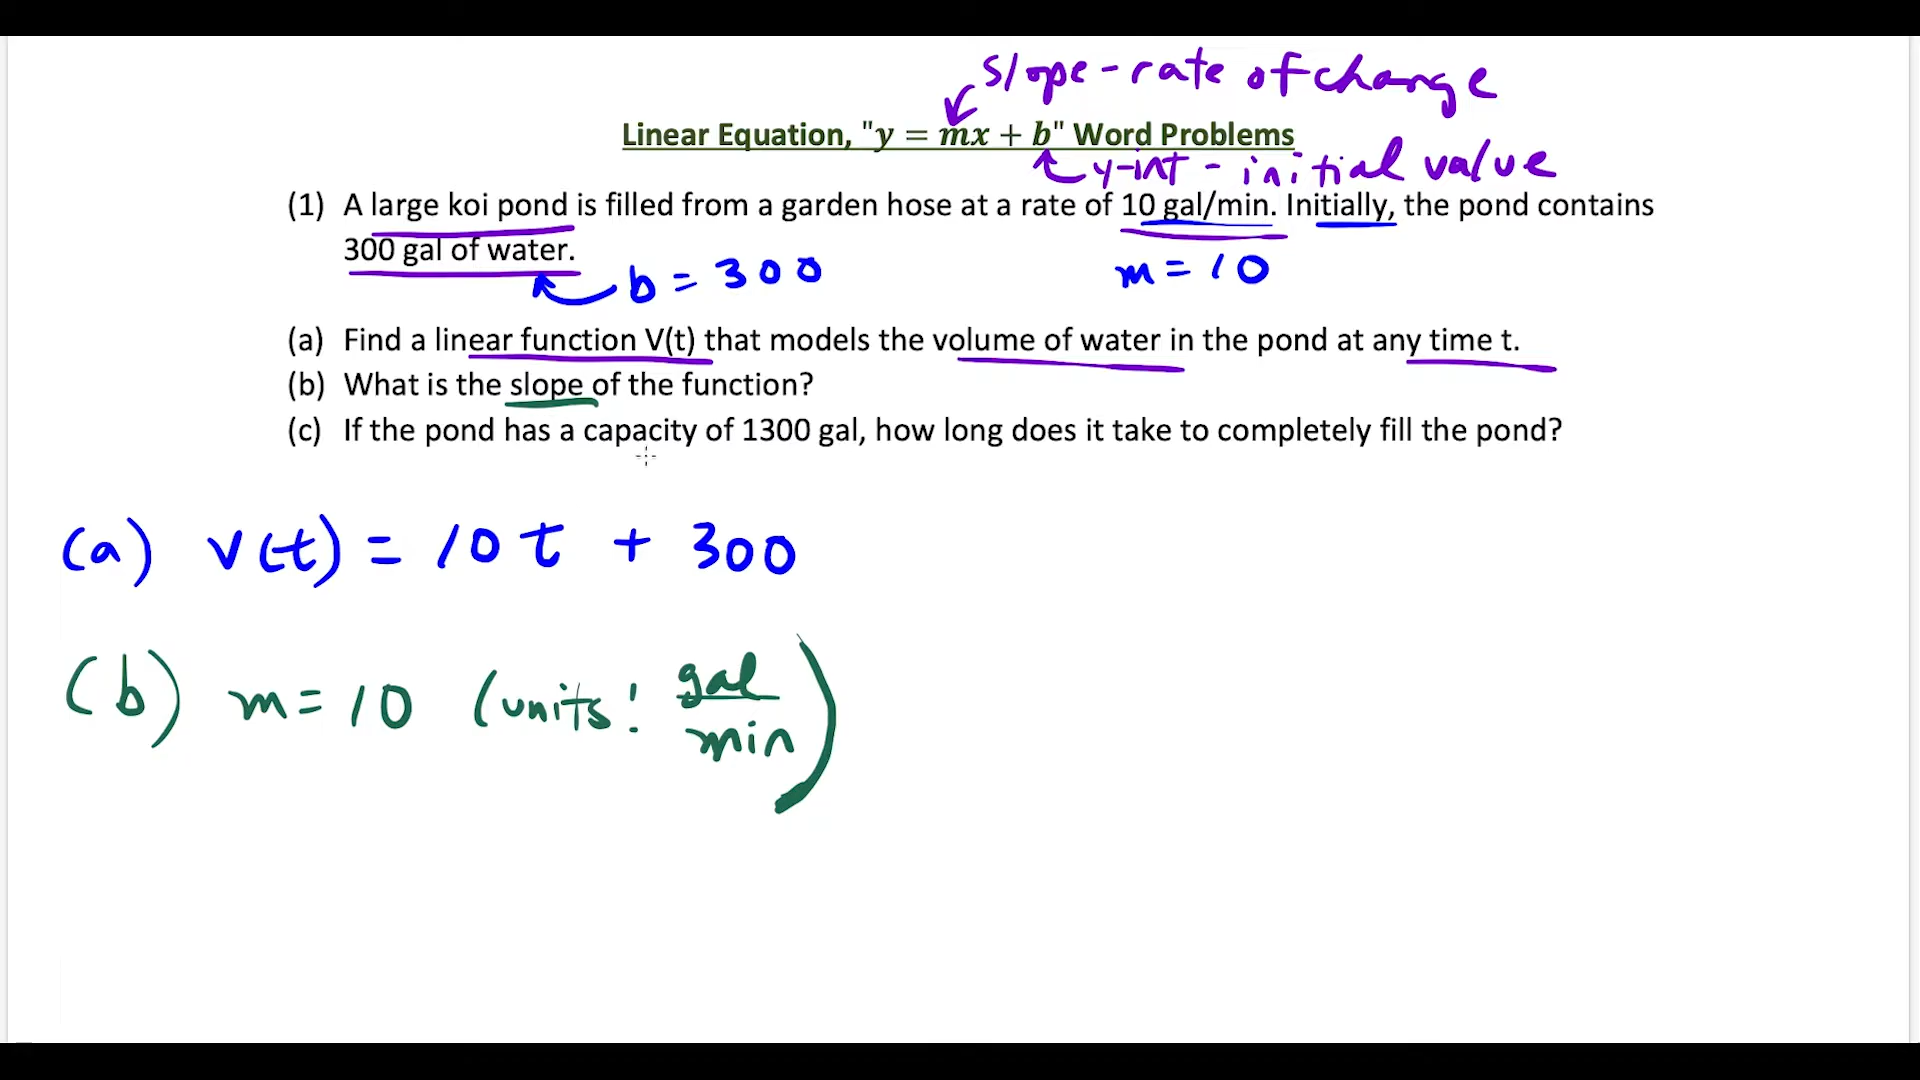 slope - rate of change
Linear Equation, "y = mx + b" Word Problems
y-int - initial value
(1) A large koi pond is filled from a garden hose at a rate of 10 gal/min. Initially, the pond contains
300 gal of water.
b = 300
m = 10
(a) Find a linear function V(t) that models the volume of water in the pond at any time t.
(b) What is the slope of the function?
(c) If the pond has a capacity of 1300 gal, how long does it take to completely fill the pond?
(a) V(t) = 10t + 300
(b) m = 10 (units: gal/min)